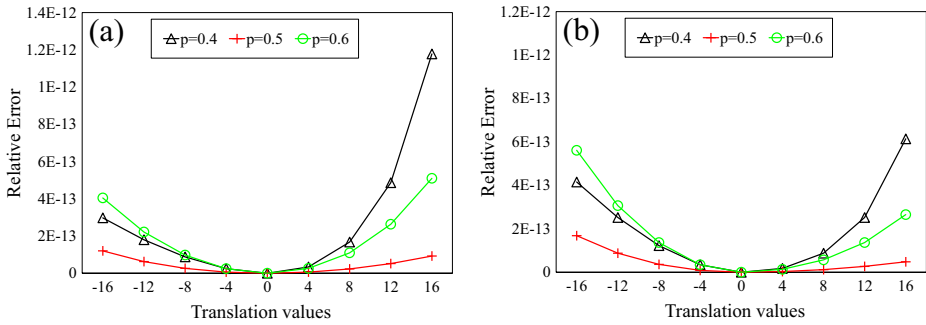 (a)
p=0.4 p=0.5 p=0.6
1.4E-12
1.2E-12
1E-12
8E-13
6E-13
4E-13
2E-13
0
Relative Error
-16 -12 -8 -4 0 4 8 12 16
Translation values
(b)
p=0.4 p=0.5 p=0.6
1.2E-12
1E-12
8E-13
6E-13
4E-13
2E-13
0
Relative Error
-16 -12 -8 -4 0 4 8 12 16
Translation values